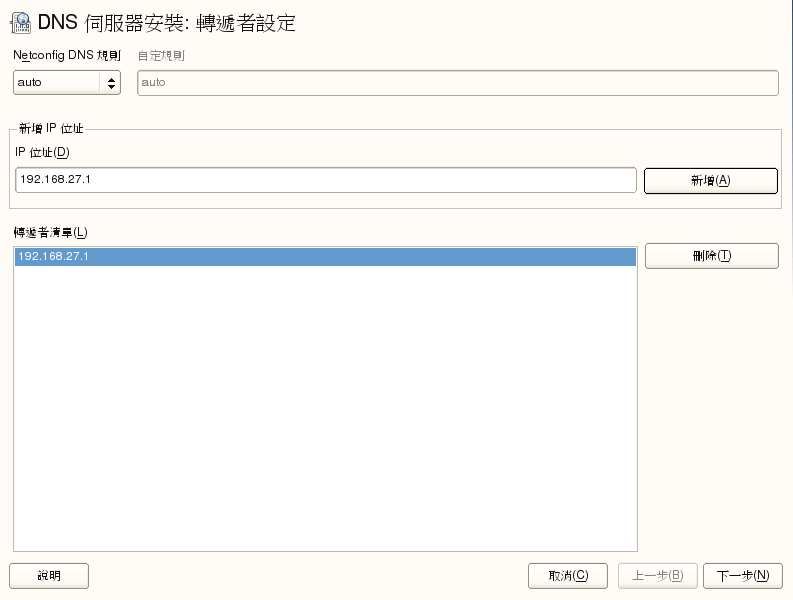 DNS 伺服器安裝: 轉遞者設定
Netconfig DNS 規則 自定規則
auto auto
新增 IP 位址
IP 位址(D)
192.168.27.1 新增(A)
轉遞者清單(L)
192.168.27.1 刪除(T)
說明 取消(C) 上一步(B) 下一步(N)